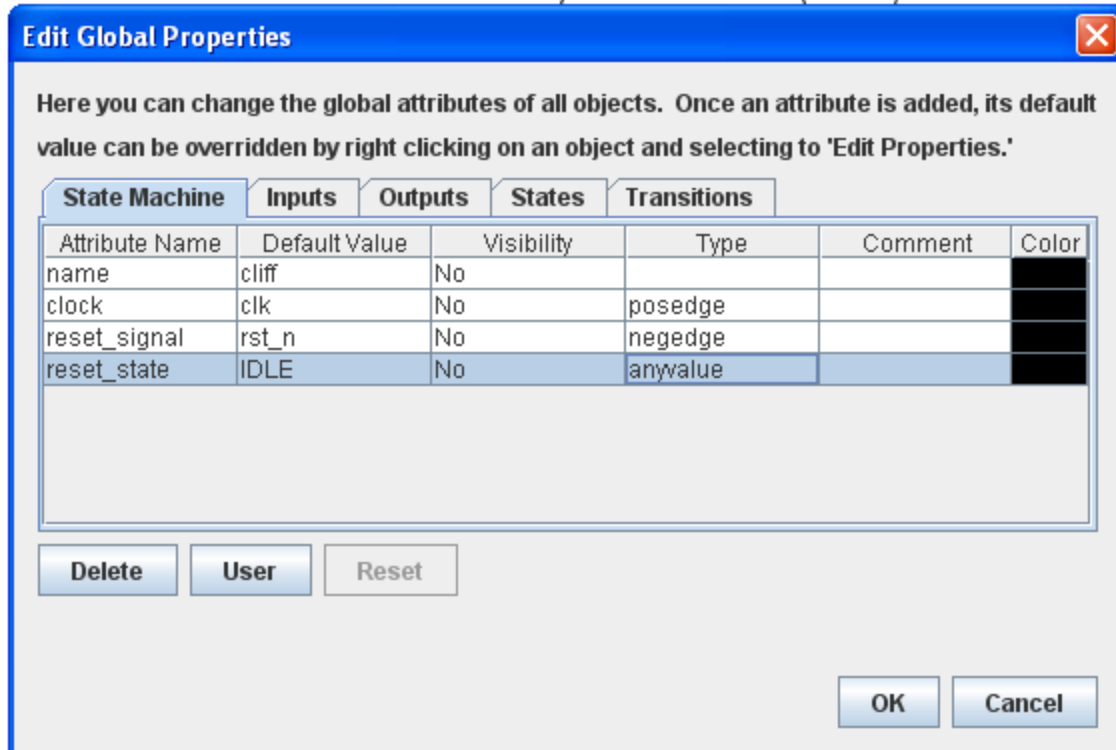 Edit Global Properties
Here you can change the global attributes of all objects.  Once an attribute is added, its default
value can be overridden by right clicking on an object and selecting to 'Edit Properties.'
State Machine Inputs Outputs States Transitions
Attribute Name Default Value Visibility Type Comment Color
name cliff No
clock clk No posedge
reset_signal rst_n No negedge
reset_state IDLE No anyvalue
Delete User Reset
OK Cancel